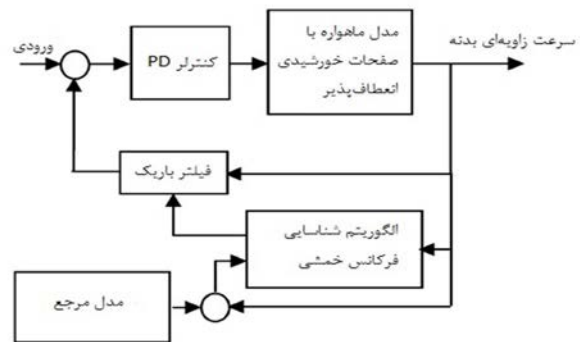 ورودی
کنترلر PD
مدل ماهواره با
صفحات خورشیدی
انعطاف‌پذیر
سرعت زاویه‌ای بدنه
فیلتر باریک
الگوریتم شناسایی
فرکانس خمشی
مدل مرجع